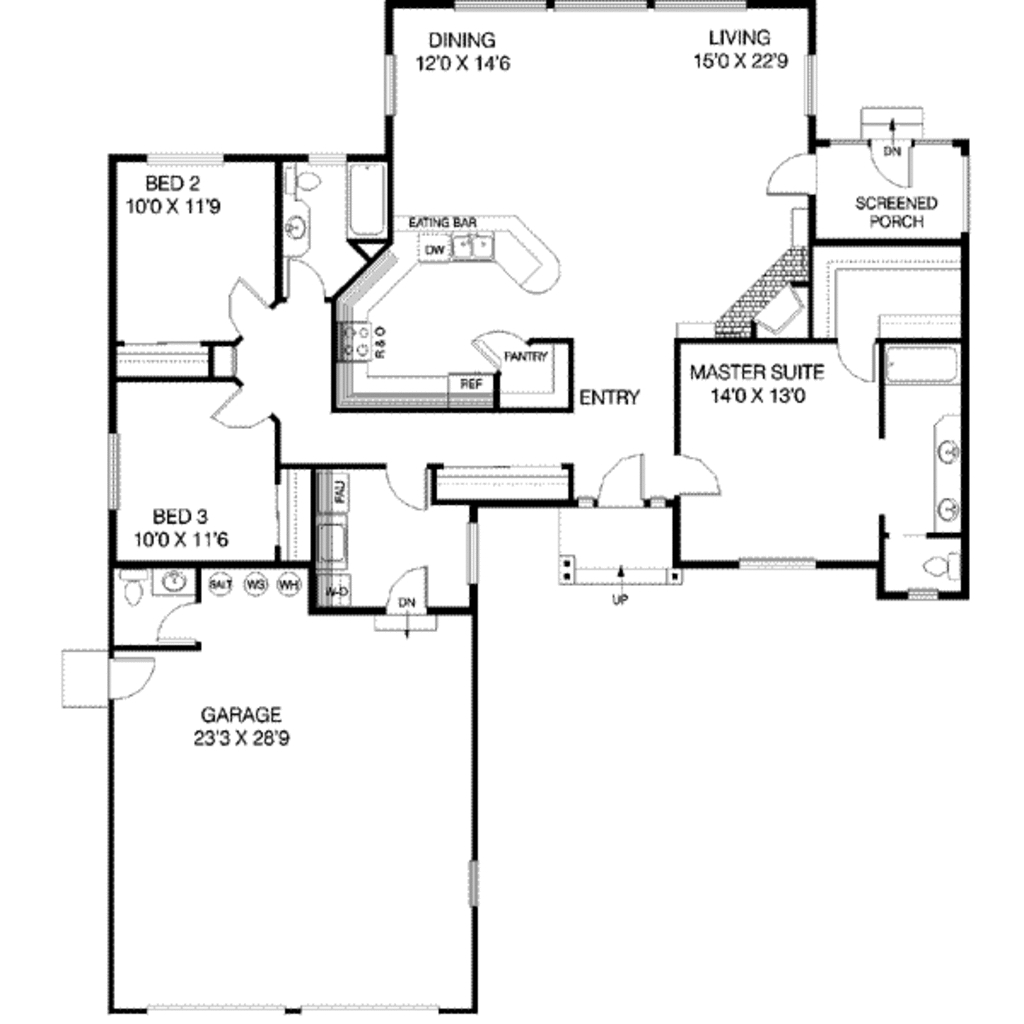 DINING
12'0 X 14'6
LIVING
15'0 X 22'9
DN
SCREENED
PORCH
BED 2
10'0 X 11'9
EATING BAR
DW
R&O
PANTRY
REF
ENTRY
MASTER SUITE
14'0 X 13'0
BED 3
10'0 X 11'6
FAU
W-D
SALT
WS
WH
DN
UP
GARAGE
23'3 X 28'9